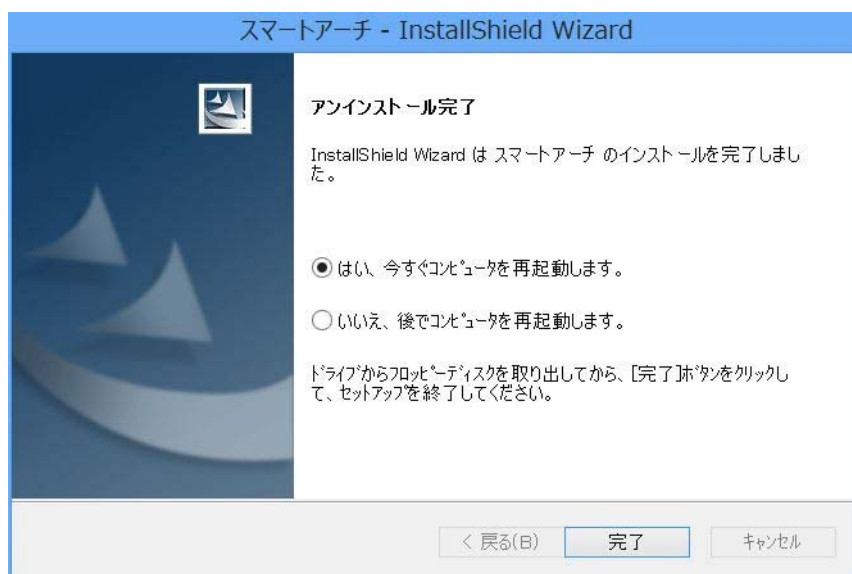 スマートアーチ - InstallShield Wizard
アンインストール完了
InstallShield Wizard は スマートアーチ のインストールを完了しまし
た。
はい、今すぐｺﾝﾋﾟｭｰﾀを再起動します。
いいえ、後でｺﾝﾋﾟｭｰﾀを再起動します。
ﾄﾞﾗｲﾌﾞからﾌﾛｯﾋﾟｰﾃﾞｨｽｸを取り出してから、[完了]ﾎﾞﾀﾝをｸﾘｯｸし
て、ｾｯﾄｱｯﾌﾟを終了してください。
< 戻る(B)
完了
ｷｬﾝｾﾙ